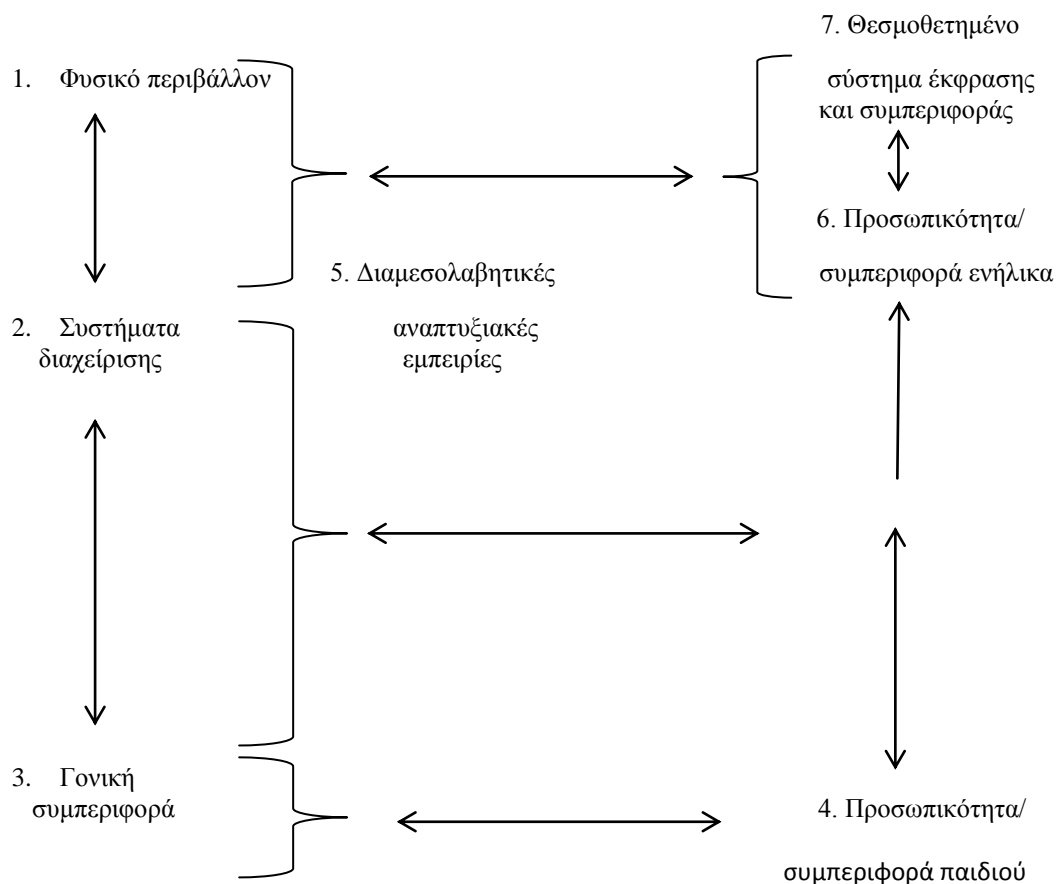 7. Θεσμοθετημένο
1. Φυσικό περιβάλλον
σύστημα έκφρασης
και συμπεριφοράς
6. Προσωπικότητα/
συμπεριφορά ενήλικα
5. Διαμεσολαβητικές
αναπτυξιακές
εμπειρίες
2. Συστήματα
διαχείρισης
3. Γονική
συμπεριφορά
4. Προσωπικότητα/
συμπεριφορά παιδιού